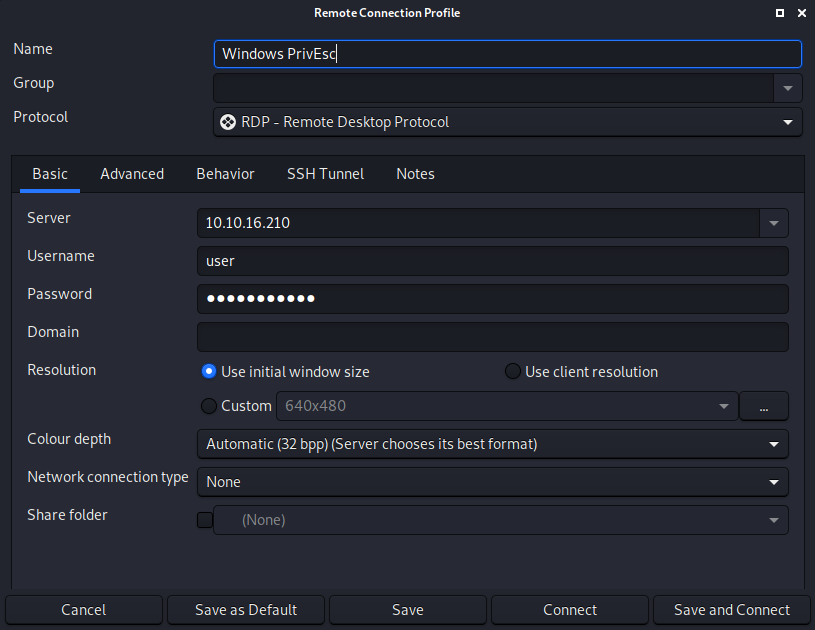 Remote Connection Profile
Name Windows PrivEsc
Group
Protocol RDP - Remote Desktop Protocol
Basic Advanced Behavior SSH Tunnel Notes
Server 10.10.16.210
Username user
Password ●●●●●●●●●●●
Domain
Resolution Use initial window size Use client resolution
Custom 640x480 ...
Colour depth Automatic (32 bpp) (Server chooses its best format)
Network connection type None
Share folder (None)
Cancel Save as Default Save Connect Save and Connect